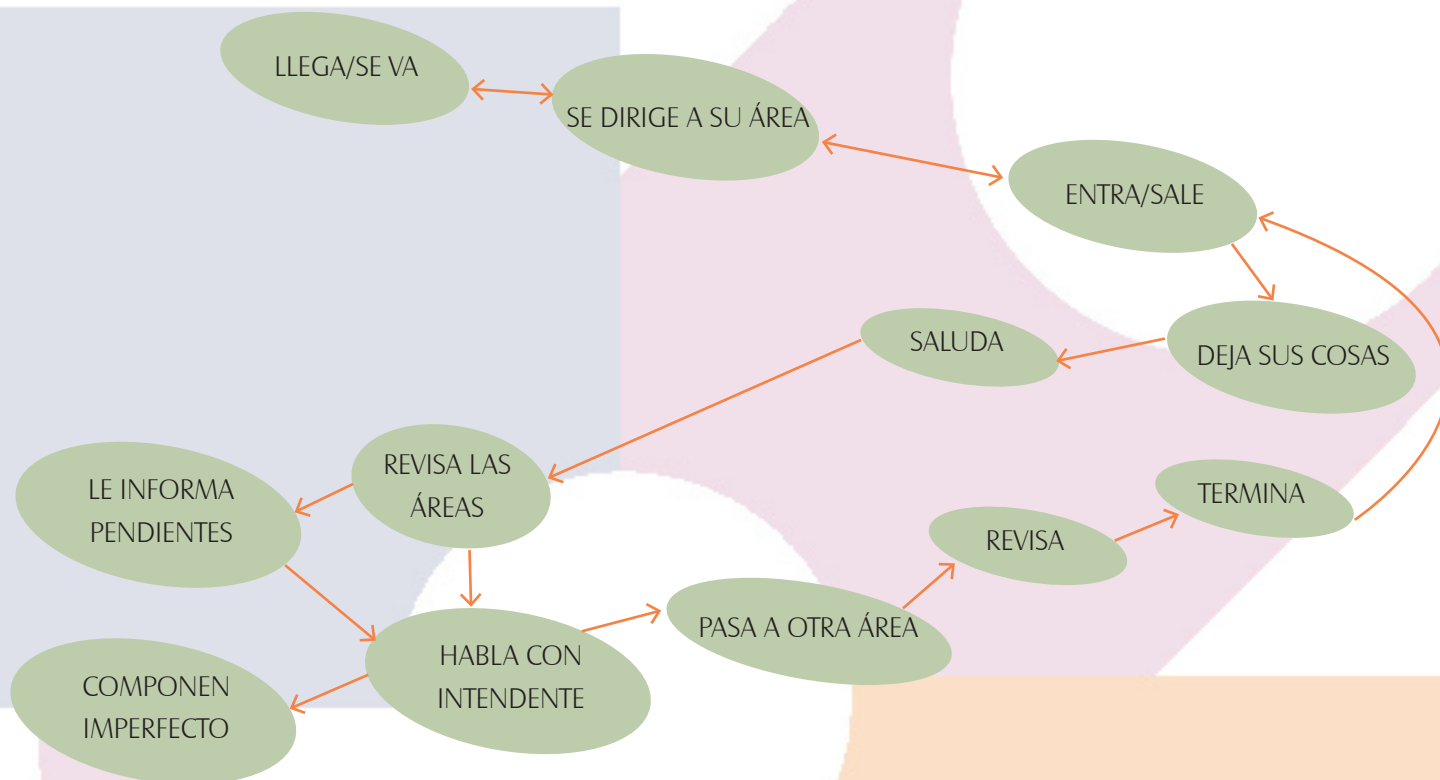 LLEGA/SE VA
SE DIRIGE A SU ÁREA
ENTRA/SALE
DEJA SUS COSAS
SALUDA
REVISA LAS
ÁREAS
LE INFORMA
PENDIENTES
HABLA CON
INTENDENTE
COMPONEN
IMPERFECTO
PASA A OTRA ÁREA
REVISA
TERMINA